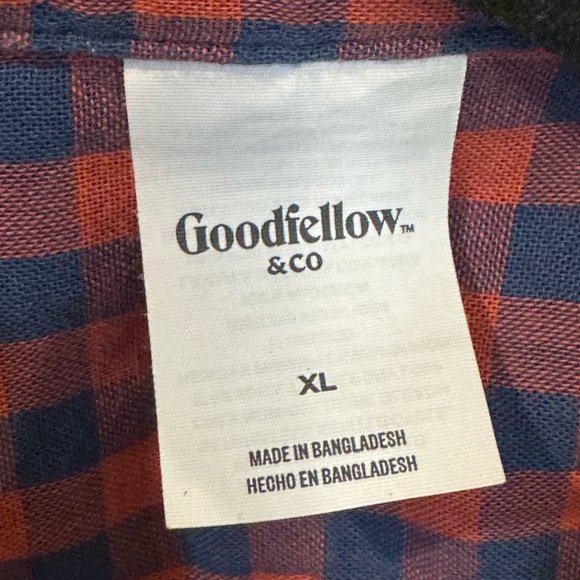 Goodfellow™
& CO
XL
MADE IN BANGLADESH
HECHO EN BANGLADESH